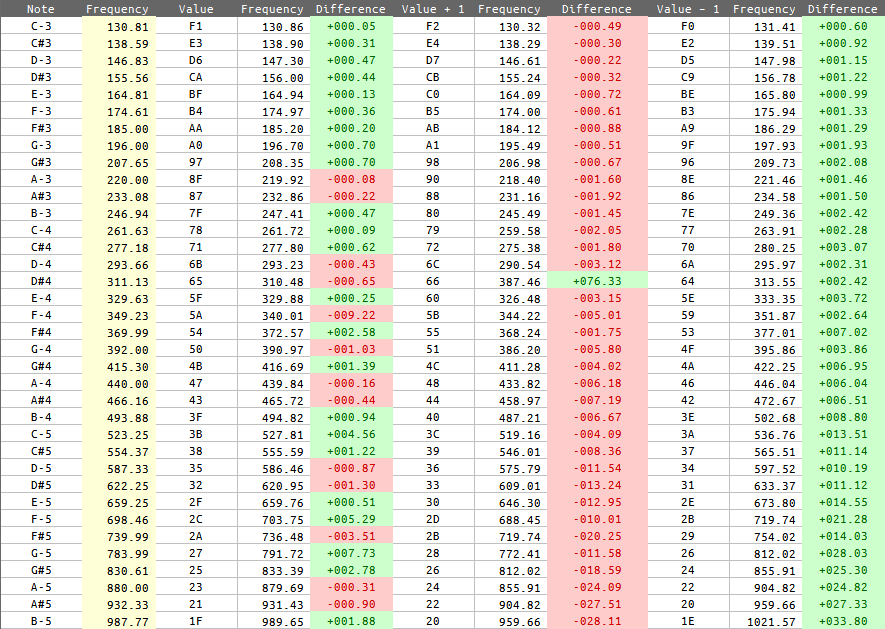 Note Frequency Value Frequency Difference Value + 1 Frequency Difference Value - 1 Frequency Difference
C-3 130.81 F1 130.86 +000.05 F2 130.32 -000.49 F0 131.41 +000.60
C#3 138.59 E3 138.90 +000.31 E4 138.29 -000.30 E2 139.51 +000.92
D-3 146.83 D6 147.30 +000.47 D7 146.61 -000.22 D5 147.98 +001.15
D#3 155.56 CA 156.00 +000.44 CB 155.24 -000.32 C9 156.78 +001.22
E-3 164.81 BF 164.94 +000.13 C0 164.09 -000.72 BE 165.80 +000.99
F-3 174.61 B4 174.97 +000.36 B5 174.00 -000.61 B3 175.94 +001.33
F#3 185.00 AA 185.20 +000.20 AB 184.12 -000.88 A9 186.29 +001.29
G-3 196.00 A0 196.70 +000.70 A1 195.49 -000.51 9F 197.93 +001.93
G#3 207.65 97 208.35 +000.70 98 206.98 -000.67 96 209.73 +002.08
A-3 220.00 8F 219.92 -000.08 90 218.40 -001.60 8E 221.46 +001.46
A#3 233.08 87 232.86 -000.22 88 231.16 -001.92 86 234.58 +001.50
B-3 246.94 7F 247.41 +000.47 80 245.49 -001.45 7E 249.36 +002.42
C-4 261.63 78 261.72 +000.09 79 259.58 -002.05 77 263.91 +002.28
C#4 277.18 71 277.80 +000.62 72 275.38 -001.80 70 280.25 +003.07
D-4 293.66 6B 293.23 -000.43 6C 290.54 -003.12 6A 295.97 +002.31
D#4 311.13 65 310.48 -000.65 66 387.46 +076.33 64 313.55 +002.42
E-4 329.63 5F 329.88 +000.25 60 326.48 -003.15 5E 333.35 +003.72
F-4 349.23 5A 340.01 -009.22 5B 344.22 -005.01 59 351.87 +002.64
F#4 369.99 54 372.57 +002.58 55 368.24 -001.75 53 377.01 +007.02
G-4 392.00 50 390.97 -001.03 51 386.20 -005.80 4F 395.86 +003.86
G#4 415.30 4B 416.69 +001.39 4C 411.28 -004.02 4A 422.25 +006.95
A-4 440.00 47 439.84 -000.16 48 433.82 -006.18 46 446.04 +006.04
A#4 466.16 43 465.72 -000.44 44 458.97 -007.19 42 472.67 +006.51
B-4 493.88 3F 494.82 +000.94 40 487.21 -006.67 3E 502.68 +008.80
C-5 523.25 3B 527.81 +004.56 3C 519.16 -004.09 3A 536.76 +013.51
C#5 554.37 38 555.59 +001.22 39 546.01 -008.36 37 565.51 +011.14
D-5 587.33 35 586.46 -000.87 36 575.79 -011.54 34 597.52 +010.19
D#5 622.25 32 620.95 -001.30 33 609.01 -013.24 31 633.37 +011.12
E-5 659.25 2F 659.76 +000.51 30 646.30 -012.95 2E 673.80 +014.55
F-5 698.46 2C 703.75 +005.29 2D 688.45 -010.01 2B 719.74 +021.28
F#5 739.99 2A 736.48 -003.51 2B 719.74 -020.25 29 754.02 +014.03
G-5 783.99 27 791.72 +007.73 28 772.41 -011.58 26 812.02 +028.03
G#5 830.61 25 833.39 +002.78 26 812.02 -018.59 24 855.91 +025.30
A-5 880.00 23 879.69 -000.31 24 855.91 -024.09 22 904.82 +024.82
A#5 932.33 21 931.43 -000.90 22 904.82 -027.51 20 959.66 +027.33
B-5 987.77 1F 989.65 +001.88 20 959.66 -028.11 1E 1021.57 +033.80